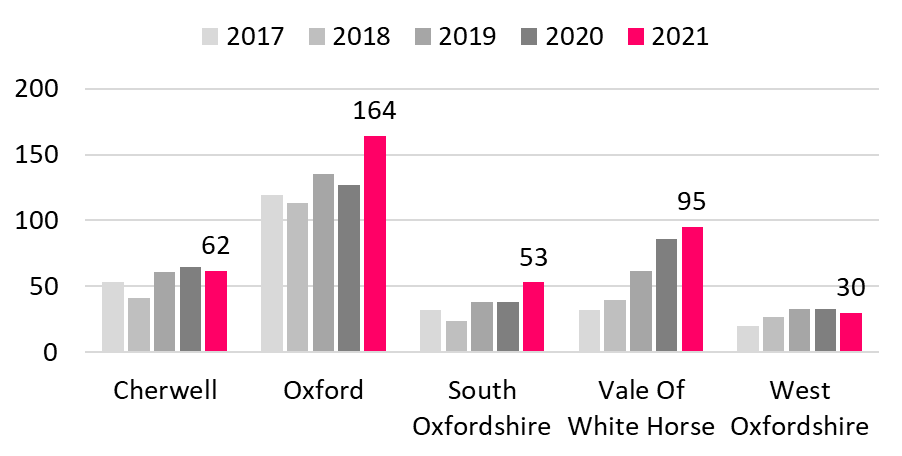 2017 2018 2019 2020 2021
200
150
100
50
0
62
164
53
95
30
Cherwell
Oxford
South
Oxfordshire
Vale Of
White Horse
West
Oxfordshire